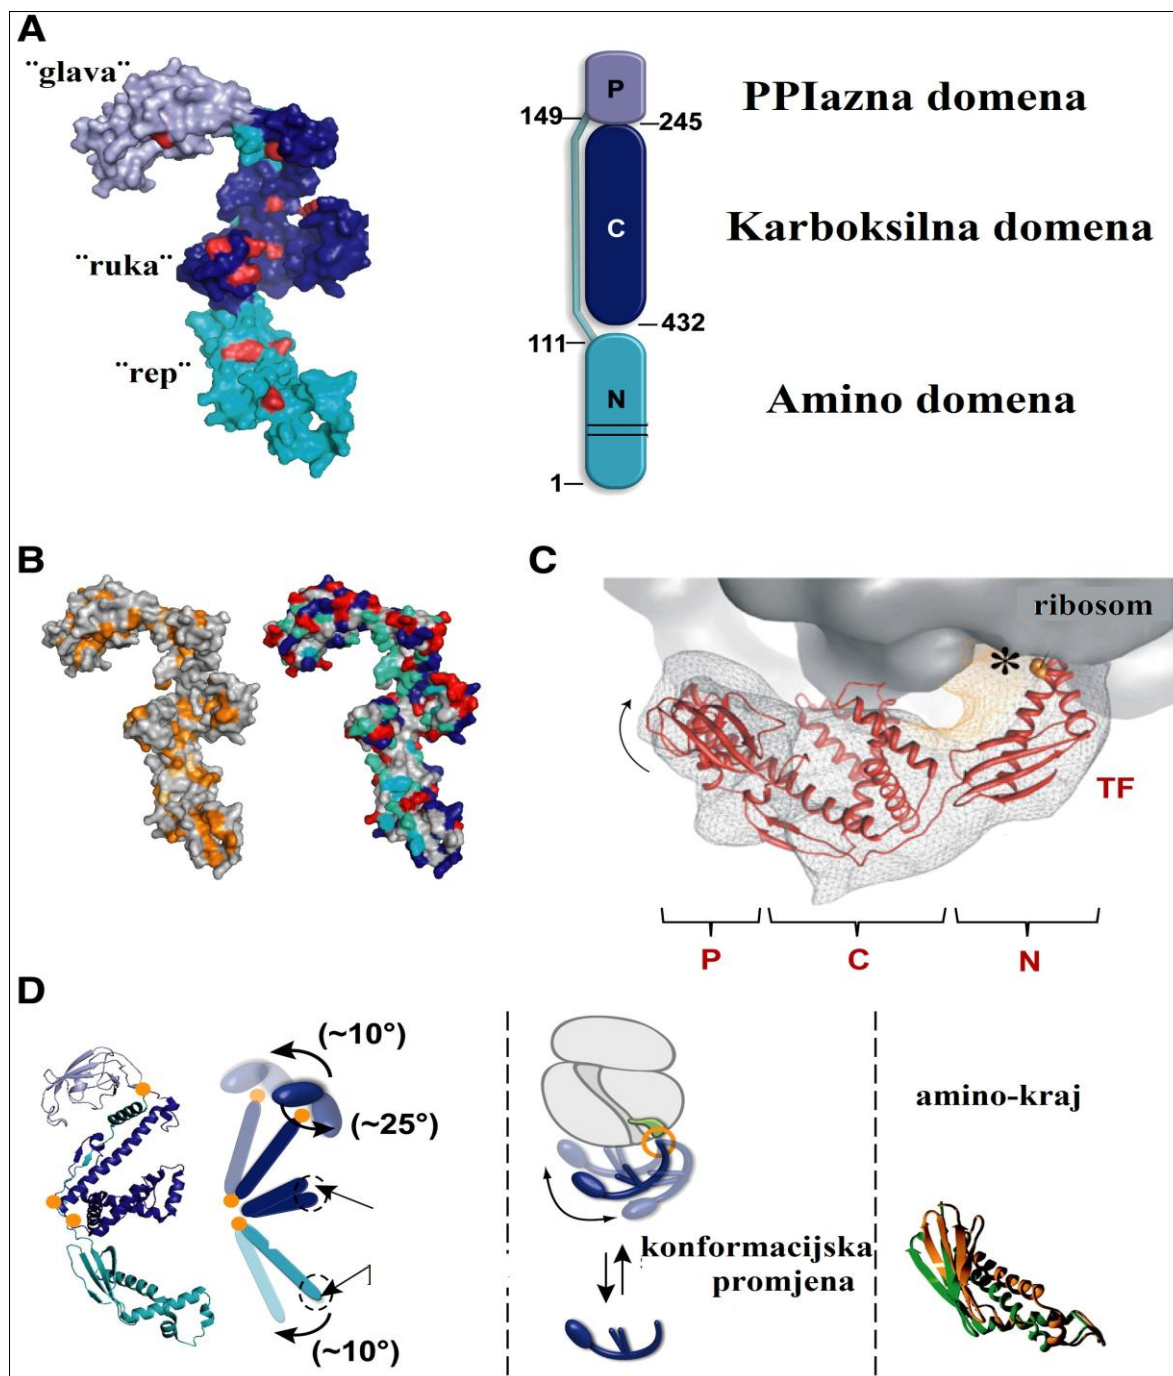 A
¨glava¨
¨ruka¨
¨rep¨
P
149
245
C
432
111
N
1
PPIazna domena
Karboksilna domena
Amino domena
B
C
ribosom
*
TF
P
C
N
D
(~10°)
(~25°)
(~10°)
konformacijska
promjena
amino-kraj